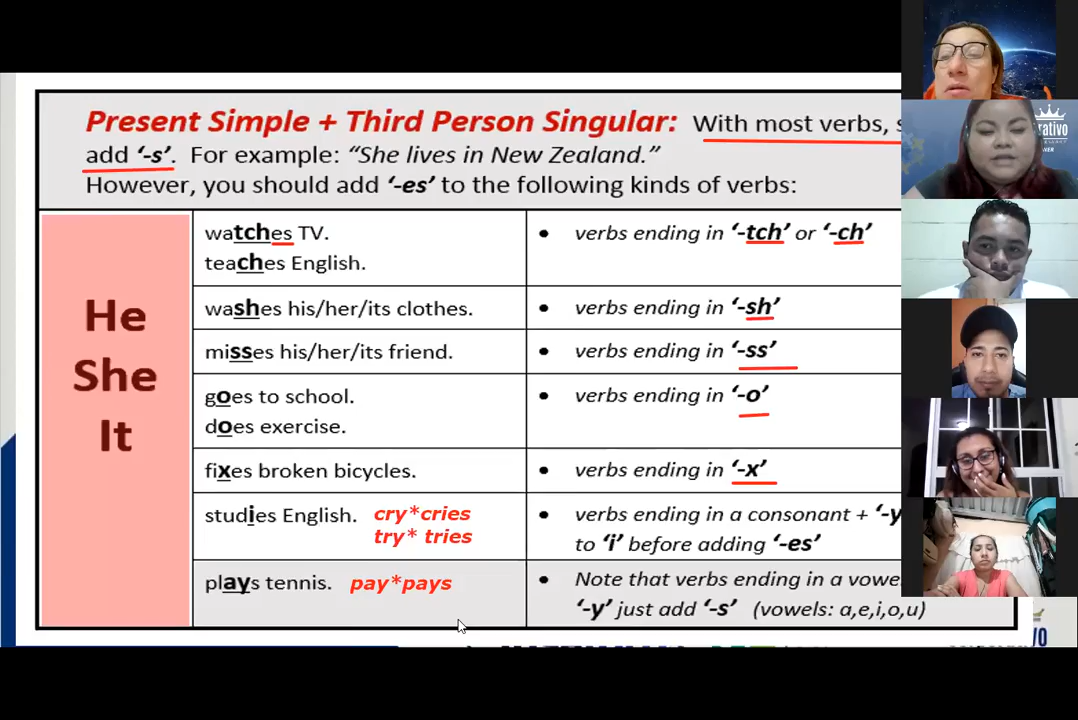 Present Simple + Third Person Singular: With most verbs,
add '-s'. For example: "She lives in New Zealand."
However, you should add '-es' to the following kinds of verbs:
He
She
It
watches TV.
teaches English.
• verbs ending in '-tch' or '-ch'
washes his/her/its clothes.
• verbs ending in '-sh'
misses his/her/its friend.
• verbs ending in '-ss'
goes to school.
does exercise.
• verbs ending in '-o'
fixes broken bicycles.
• verbs ending in '-x'
studies English.
cry*cries
try* tries
• verbs ending in a consonant + '-y
to 'i' before adding '-es'
plays tennis.
pay*pays
• Note that verbs ending in a vowe
'-y' just add '-s' (vowels: a,e,i,o,u)
rativo